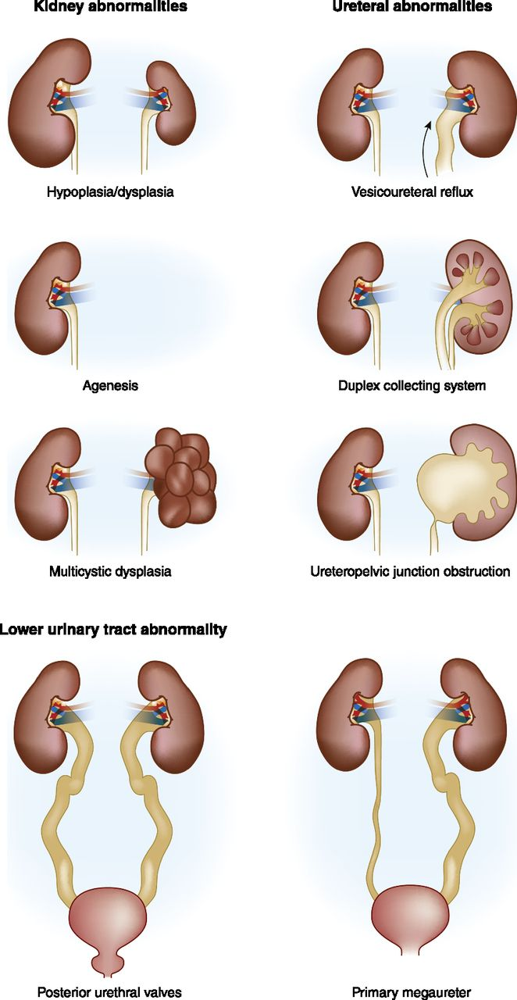 Kidney abnormalities
Ureteral abnormalities
Hypoplasia/dysplasia
Vesicoureteral reflux
Agenesis
Duplex collecting system
Multicystic dysplasia
Ureteropelvic junction obstruction
Lower urinary tract abnormality
Posterior urethral valves
Primary megaureter